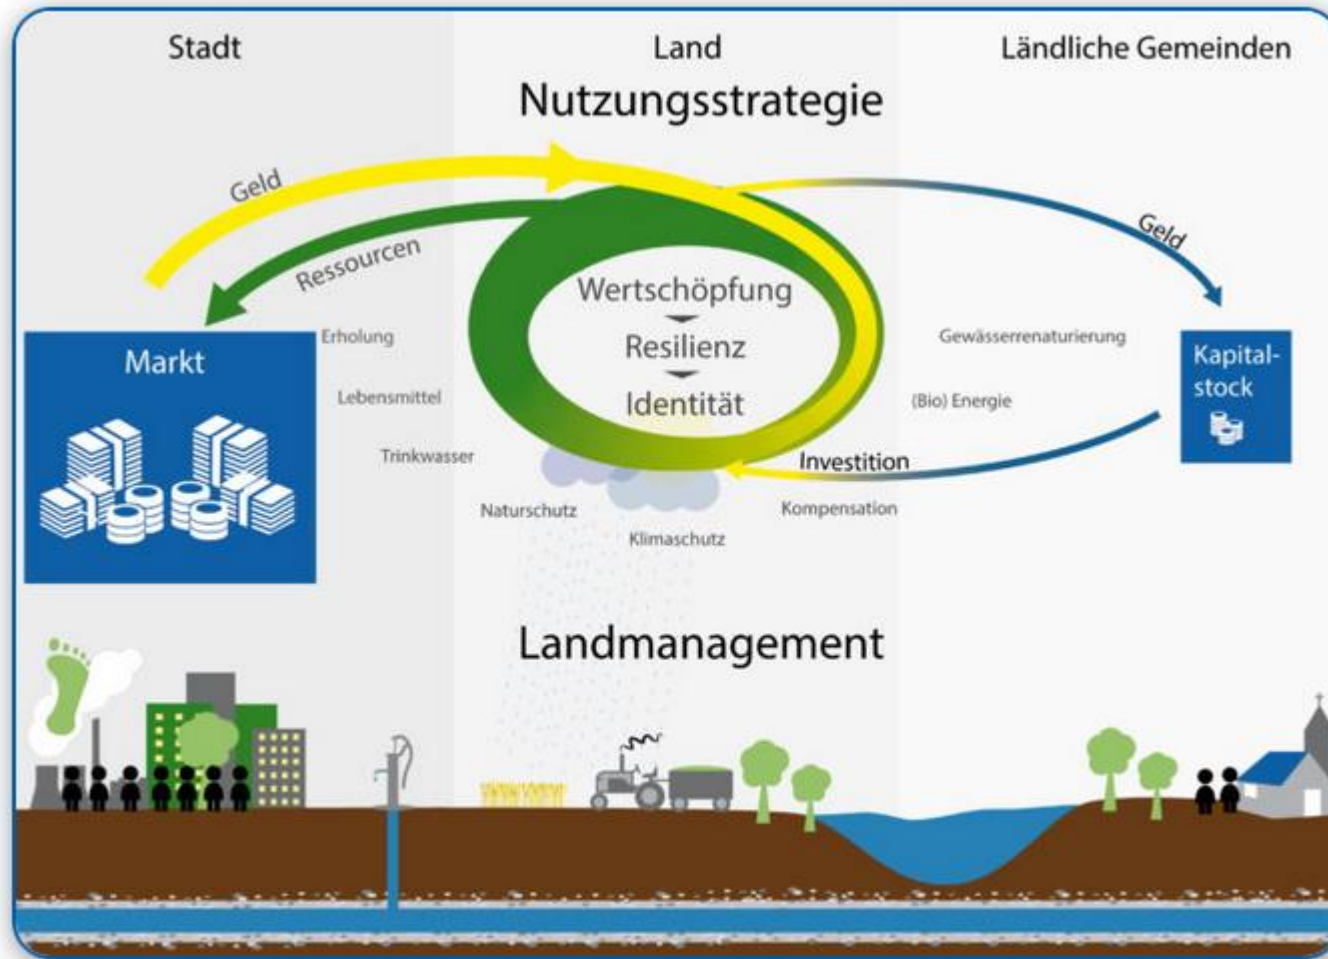 Stadt
Land
Ländliche Gemeinden
Nutzungsstrategie
Geld
Ressourcen
Geld
Wertschöpfung
Resilienz
Identität
Markt
Erholung
Lebensmittel
Trinkwasser
Naturschutz
Klimaschutz
Kompensation
(Bio) Energie
Gewässerrenaturierung
Investition
Kapital-
stock
Landmanagement